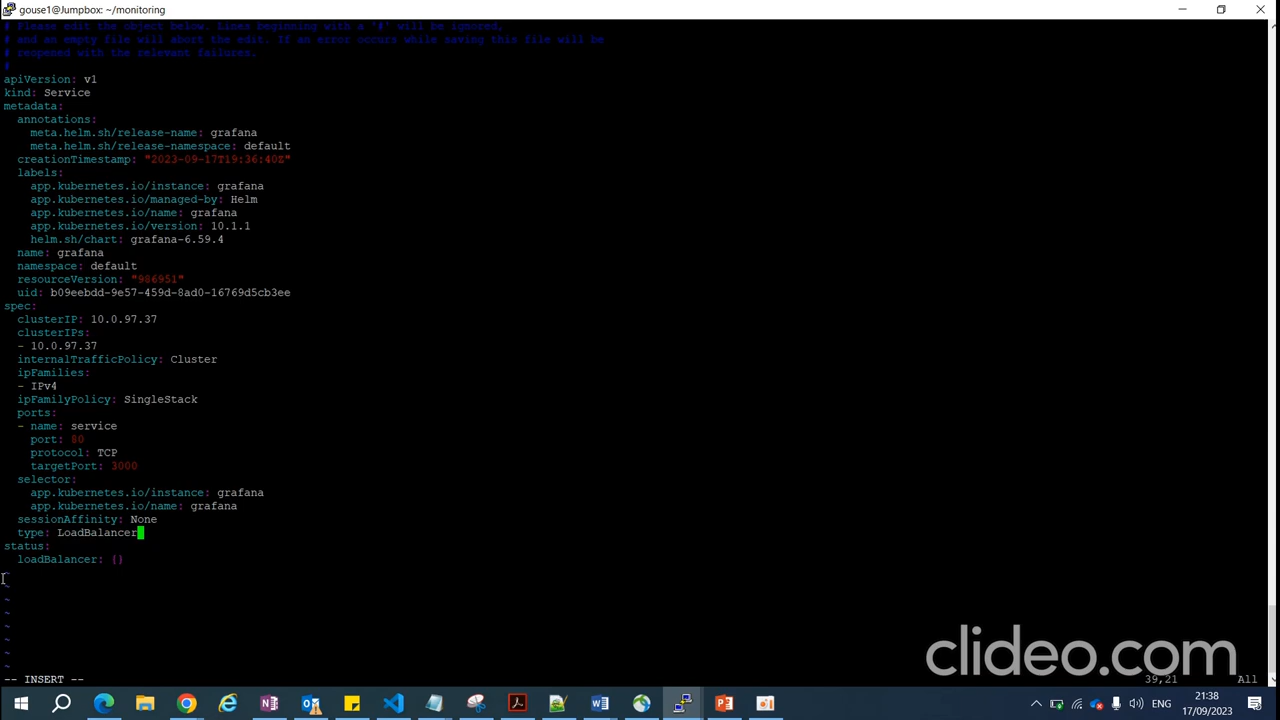 gouse1@Jumpbox: ~/monitoring
# Please edit the object below. Lines beginning with a '#' will be ignored,
# and an empty file will abort the edit. If an error occurs while saving this file will be
# reopened with the relevant failures.
#
apiVersion: v1
kind: Service
metadata:
  annotations:
    meta.helm.sh/release-name: grafana
    meta.helm.sh/release-namespace: default
  creationTimestamp: "2023-09-17T19:36:40Z"
  labels:
    app.kubernetes.io/instance: grafana
    app.kubernetes.io/managed-by: Helm
    app.kubernetes.io/name: grafana
    app.kubernetes.io/version: 10.1.1
    helm.sh/chart: grafana-6.59.4
  name: grafana
  namespace: default
  resourceVersion: "986951"
  uid: b09eebdd-9e57-459d-8ad0-16769d5cb3ee
spec:
  clusterIP: 10.0.97.37
  clusterIPs:
  - 10.0.97.37
  internalTrafficPolicy: Cluster
  ipFamilies:
  - IPv4
  ipFamilyPolicy: SingleStack
  ports:
  - name: service
    port: 80
    protocol: TCP
    targetPort: 3000
  selector:
    app.kubernetes.io/instance: grafana
    app.kubernetes.io/name: grafana
  sessionAffinity: None
  type: LoadBalancer
status:
  loadBalancer: {}
~
~
~
~
~
~
~
clideo.com
-- INSERT -- 39,21 All
ENG 21:38
17/09/2023